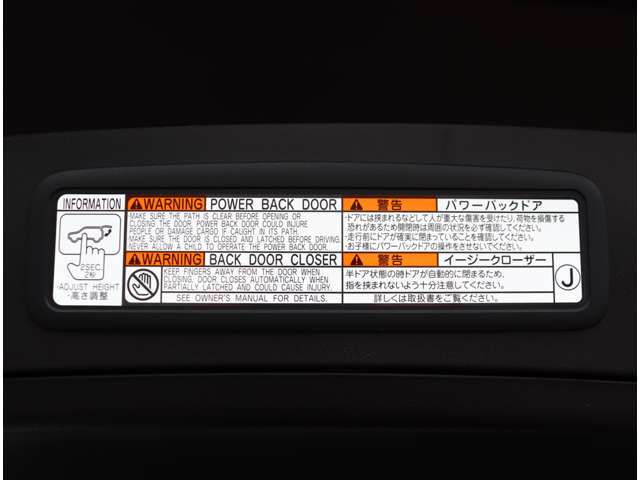 INFORMATION
2SEC.
2秒
·ADJUST HEIGHT
·高さ調整
WARNING POWER BACK DOOR
·MAKE SURE THE PATH IS CLEAR BEFORE OPENING OR
CLOSING THE DOOR. POWER BACK DOOR COULD INJURE
PEOPLE OR DAMAGE CARGO IF CAUGHT IN ITS PATH.
·MAKE SURE THE DOOR IS CLOSED AND LATCHED BEFORE DRIVING.
·NEVER ALLOW A CHILD TO OPERATE THE POWER BACK DOOR.
WARNING BACK DOOR CLOSER
KEEP FINGERS AWAY FROM THE DOOR WHEN
CLOSING. DOOR CLOSES AUTOMATICALLY WHEN
PARTIALLY LATCHED AND COULD CAUSE INJURY.
SEE OWNER'S MANUAL FOR DETAILS.
警告 パワーバックドア
·ドアには挟まれるなどして人が重大な傷害を受けたり、荷物を損傷する
恐れがあるため開閉時は周囲の状況を必ず確認してください。
·走行前にドアが確実に閉まっていることを確認してください。
·お子様にパワーバックドアの操作をさせないでください。
警告 イージークローザー
半ドア状態の時ドアが自動的に閉まるため、
指を挟まれないよう十分注意してください。
詳しくは取扱書をご覧ください。
J